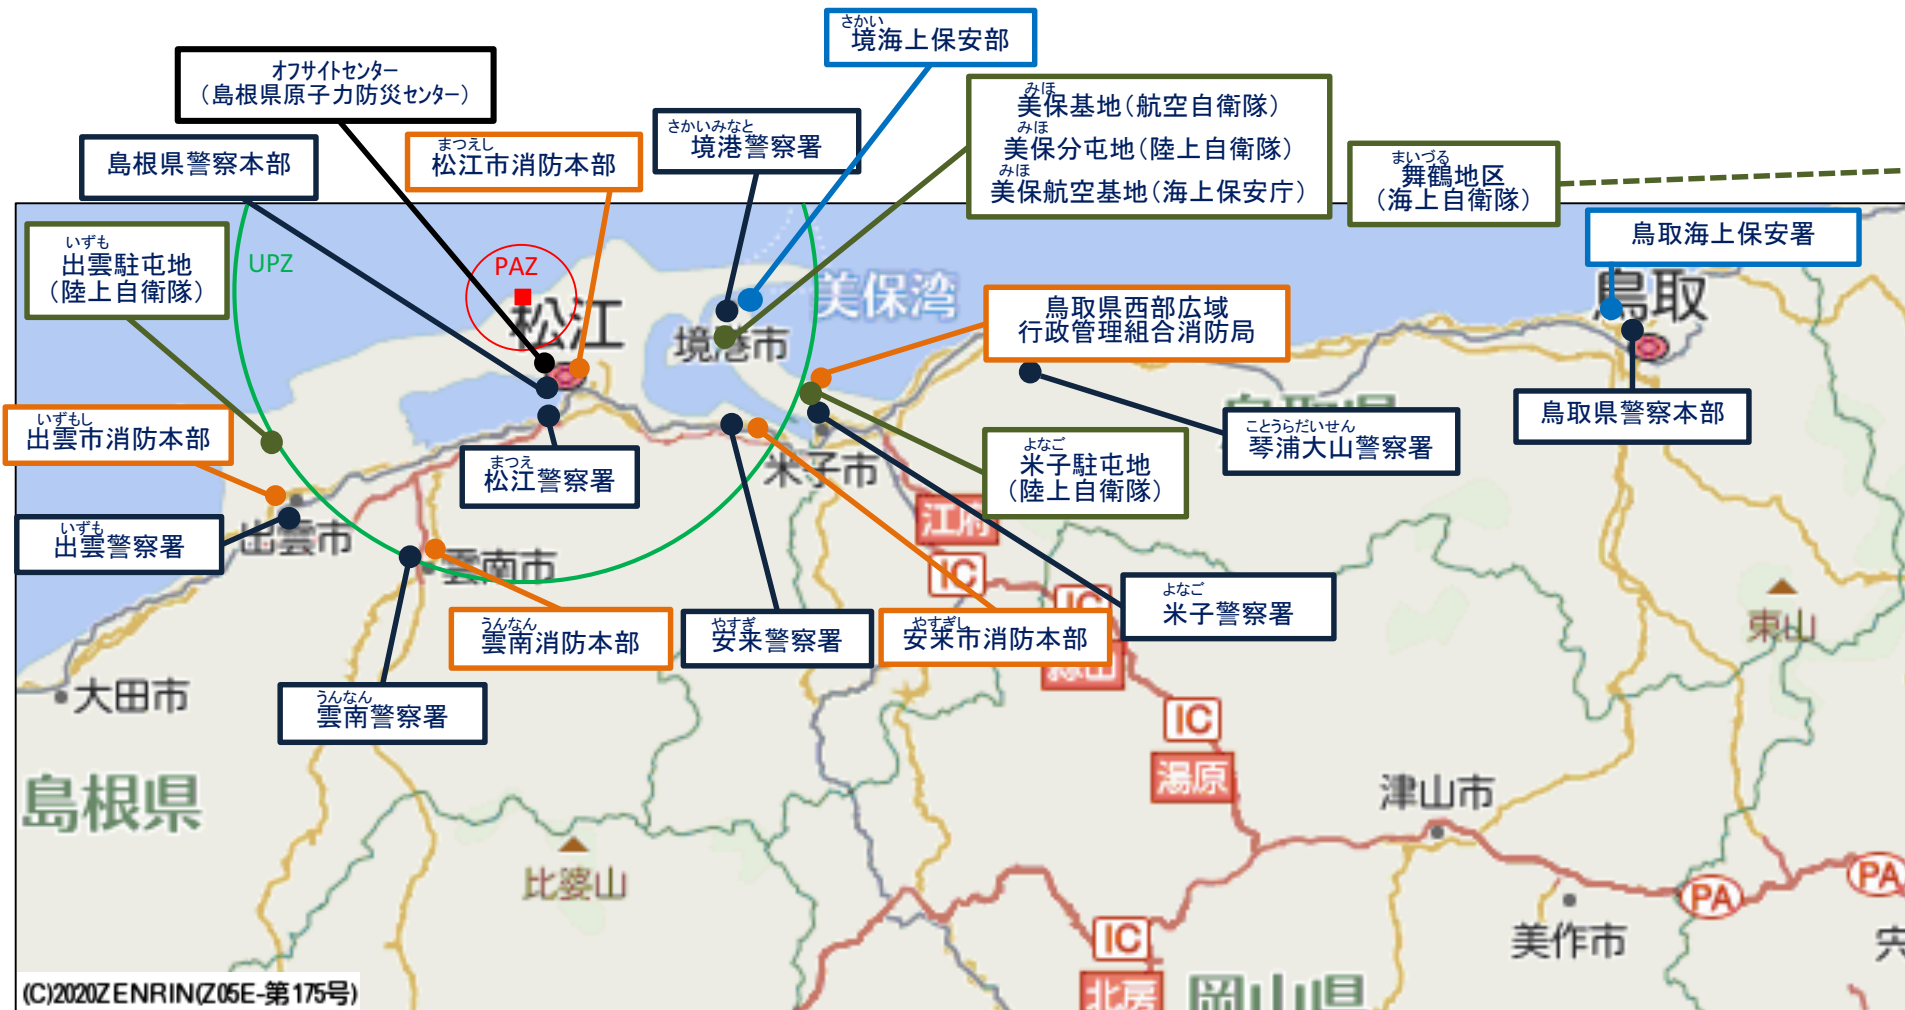 さかい
境海上保安部
オフサイトセンター
(島根県原子力防災センター)
みほ
美保基地(航空自衛隊)
みほ
美保分屯地(陸上自衛隊)
みほ
美保航空基地(海上保安庁)
さかいみなと
境港警察署
まつえし
松江市消防本部
島根県警察本部
まいづる
舞鶴地区
(海上自衛隊)
鳥取海上保安署
いずも
出雲駐屯地
(陸上自衛隊)
UPZ
PAZ
松江
美保湾
鳥取
境港市
鳥取県西部広域
行政管理組合消防局
鳥取県警察本部
いずもし
出雲市消防本部
ことうらだいせん
琴浦大山警察署
まつえ
松江警察署
米子市
よなご
米子駐屯地
(陸上自衛隊)
江府
IC
いずも
出雲警察署
出雲市
雲南市
IC
よなご
米子警察署
うんなん
雲南消防本部
やすぎ
安来警察署
やすぎし
安来市消防本部
東山
大田市
うんなん
雲南警察署
IC
湯原
島根県
津山市
比婆山
PA
PA
美作市
IC
北房
岡山県
(C)2020ZENRIN(Z05E-第175号)